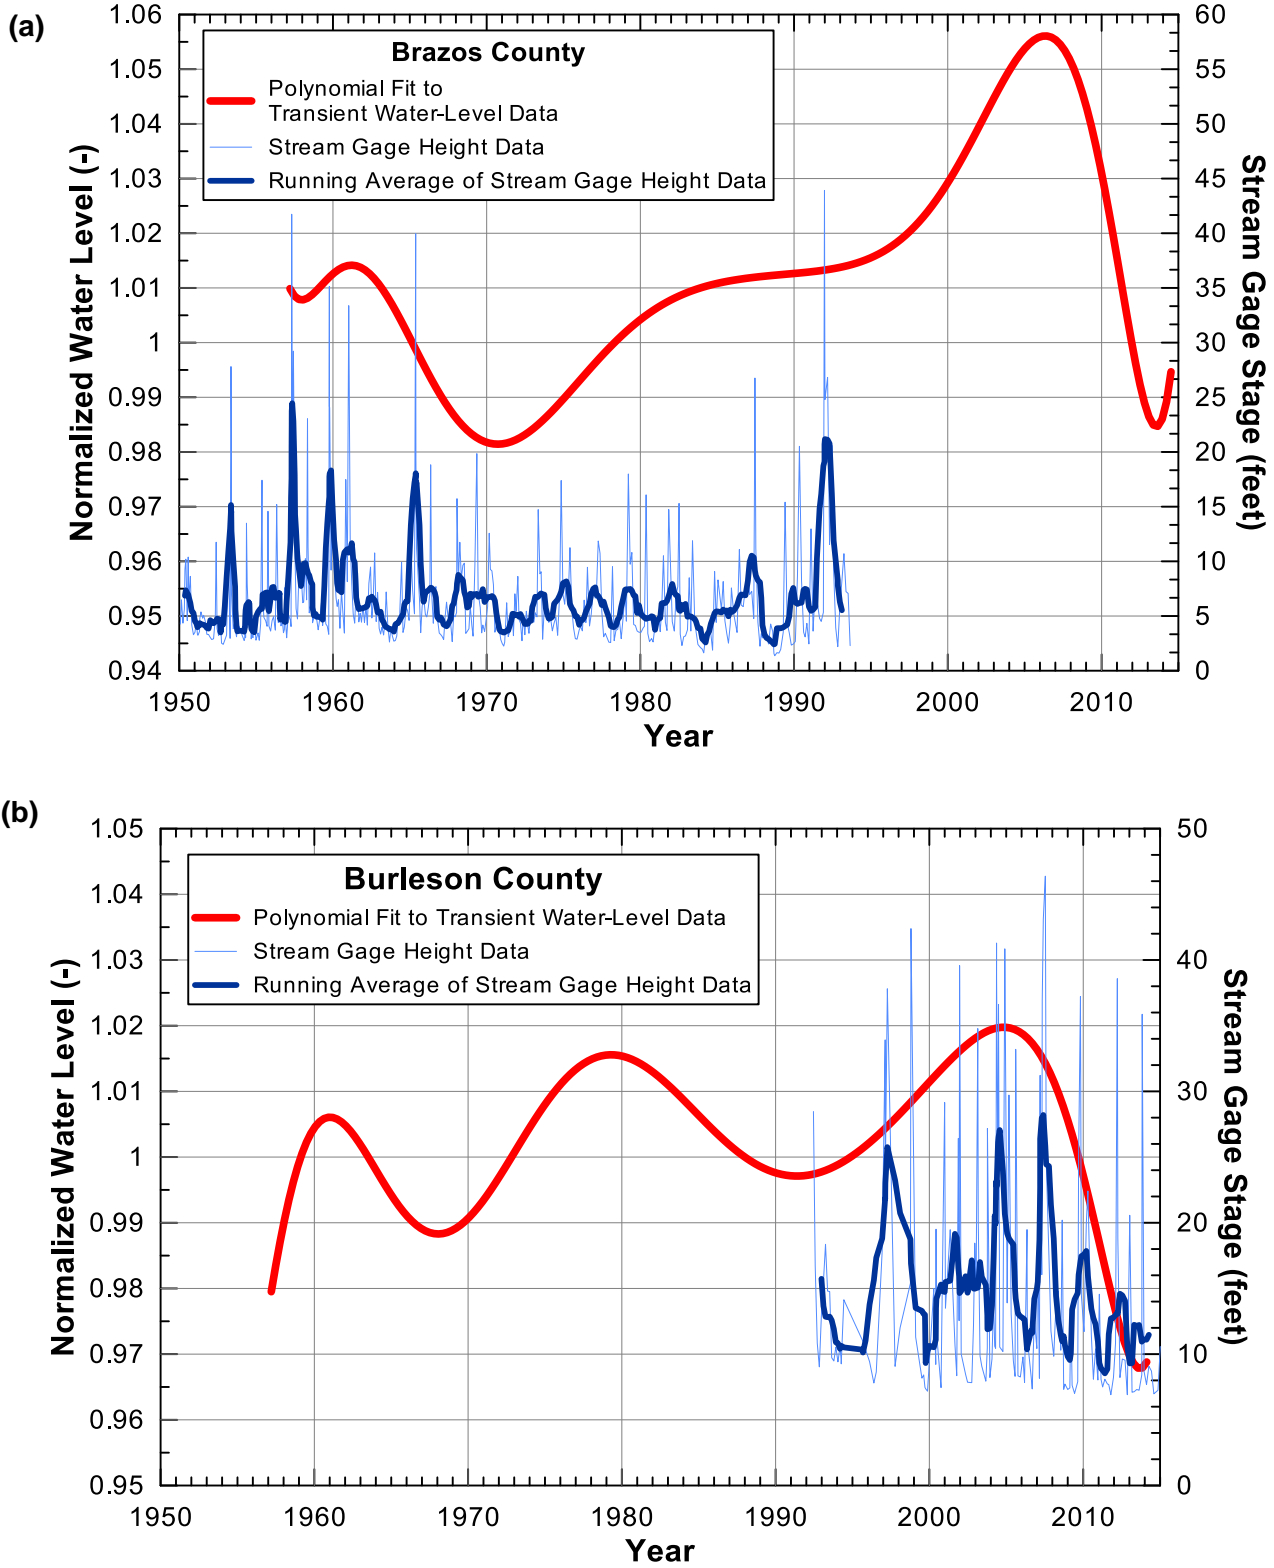 (a)
1.06
1.05
1.04
1.03
1.02
1.01
1
0.99
0.98
0.97
0.96
0.95
0.94
Normalized Water Level (-)
Brazos County
Polynomial Fit to
Transient Water-Level Data
Stream Gage Height Data
Running Average of Stream Gage Height Data
60
55
50
45
40
35
30
25
20
15
10
5
0
Stream Gage Stage (feet)
1950 1960 1970 1980 1990 2000 2010
Year
(b)
1.05
1.04
1.03
1.02
1.01
1
0.99
0.98
0.97
0.96
0.95
Normalized Water Level (-)
Burleson County
Polynomial Fit to Transient Water-Level Data
Stream Gage Height Data
Running Average of Stream Gage Height Data
50
40
30
20
10
0
Stream Gage Stage (feet)
1950 1960 1970 1980 1990 2000 2010
Year